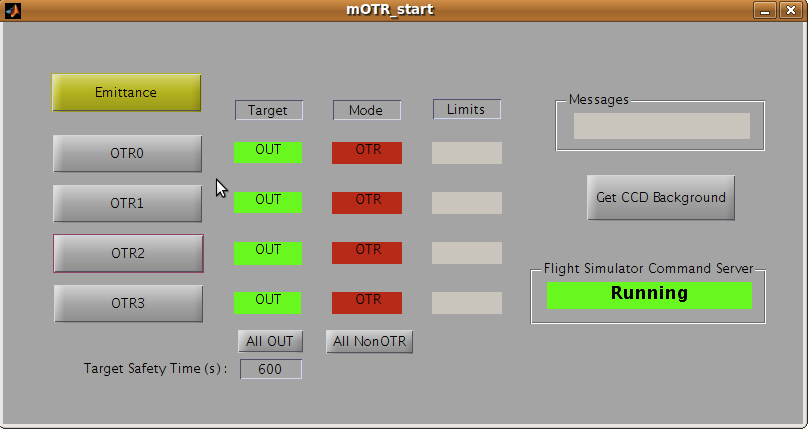 mOTR_start
Emittance
Target Mode Limits
Messages
OTR0 OUT OTR
OTR1 OUT OTR
Get CCD Background
OTR2 OUT OTR
Flight Simulator Command Server
Running
OTR3 OUT OTR
All OUT All NonOTR
Target Safety Time (s) : 600